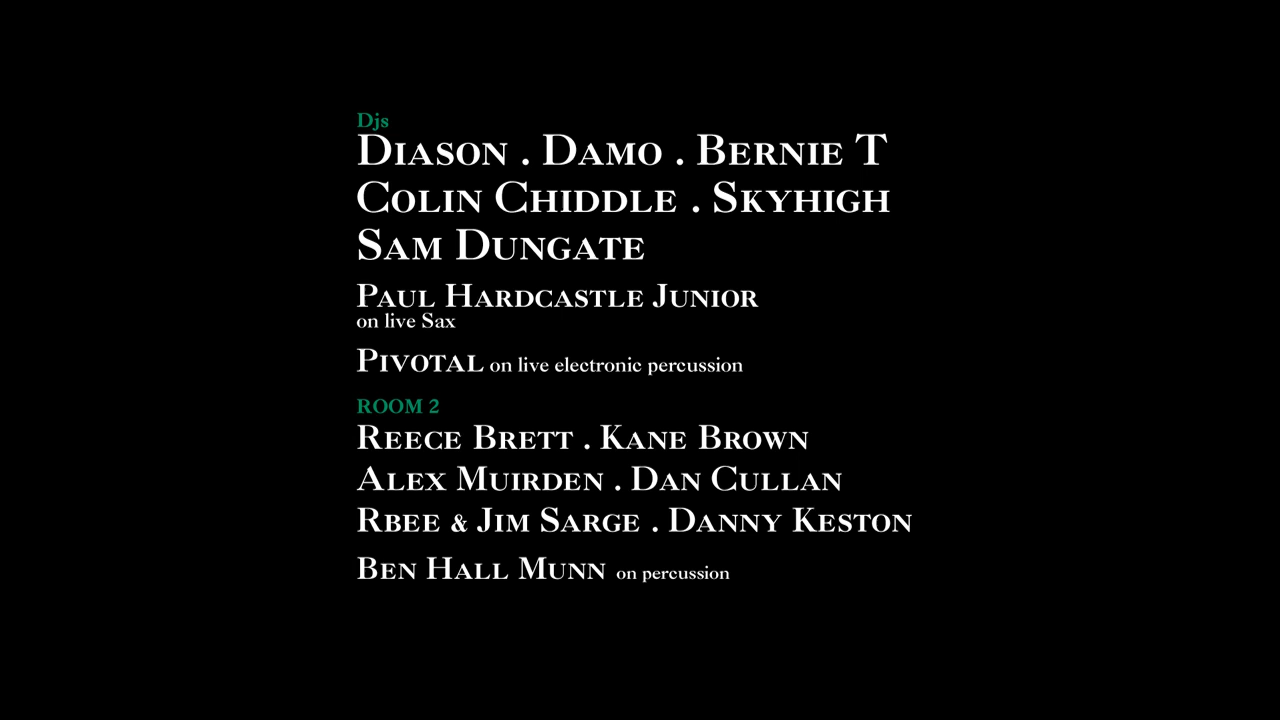 Djs
Diason . Damo . Bernie T
Colin Chiddle . Skyhigh
Sam Dungate
Paul Hardcastle Junior
on live Sax
Pivotal on live electronic percussion
ROOM 2
Reece Brett . Kane Brown
Alex Muirden . Dan Cullan
Rbee & Jim Sarge . Danny Keston
Ben Hall Munn on percussion